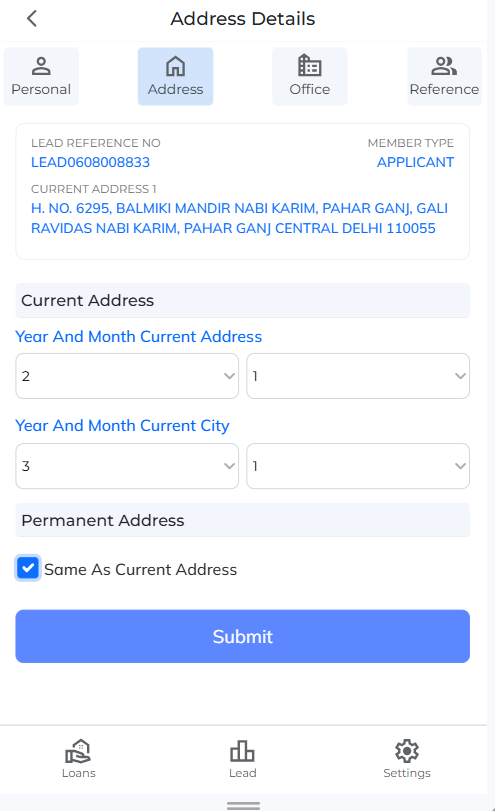 Address Details
Personal
Address
Office
Reference
LEAD REFERENCE NO
MEMBER TYPE
LEAD0608008833
APPLICANT
CURRENT ADDRESS 1
H. NO. 6295, BALMIKI MANDIR NABI KARIM, PAHAR GANJ, GALI
RAVIDAS NABI KARIM, PAHAR GANJ CENTRAL DELHI 110055
Current Address
Year And Month Current Address
2
1
Year And Month Current City
3
1
Permanent Address
Same As Current Address
Submit
Loans
Lead
Settings